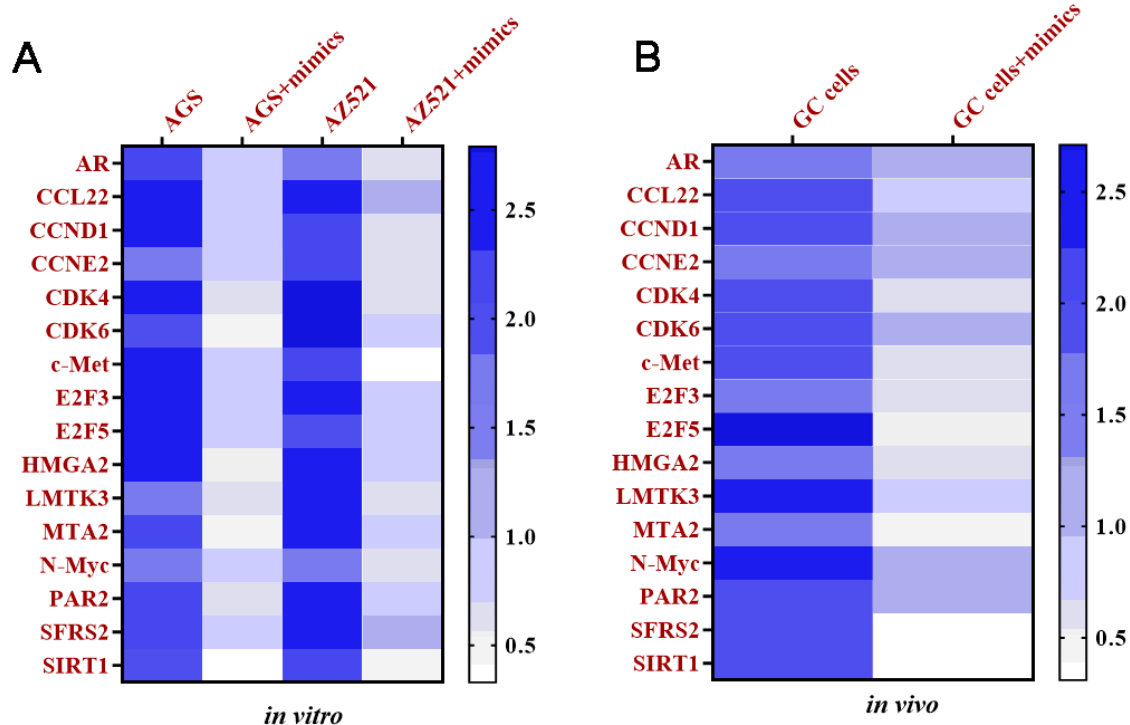 A
AGS
AGS+mimics
AZ521
AZ521+mimics
AR
CCL22
CCND1
CCNE2
CDK4
CDK6
c-Met
E2F3
E2F5
HMGA2
LMTK3
MTA2
N-Myc
PAR2
SFRS2
SIRT1
2.5
2.0
1.5
1.0
0.5
in vitro
B
GC cells
GC cells+mimics
AR
CCL22
CCND1
CCNE2
CDK4
CDK6
c-Met
E2F3
E2F5
HMGA2
LMTK3
MTA2
N-Myc
PAR2
SFRS2
SIRT1
2.5
2.0
1.5
1.0
0.5
in vivo